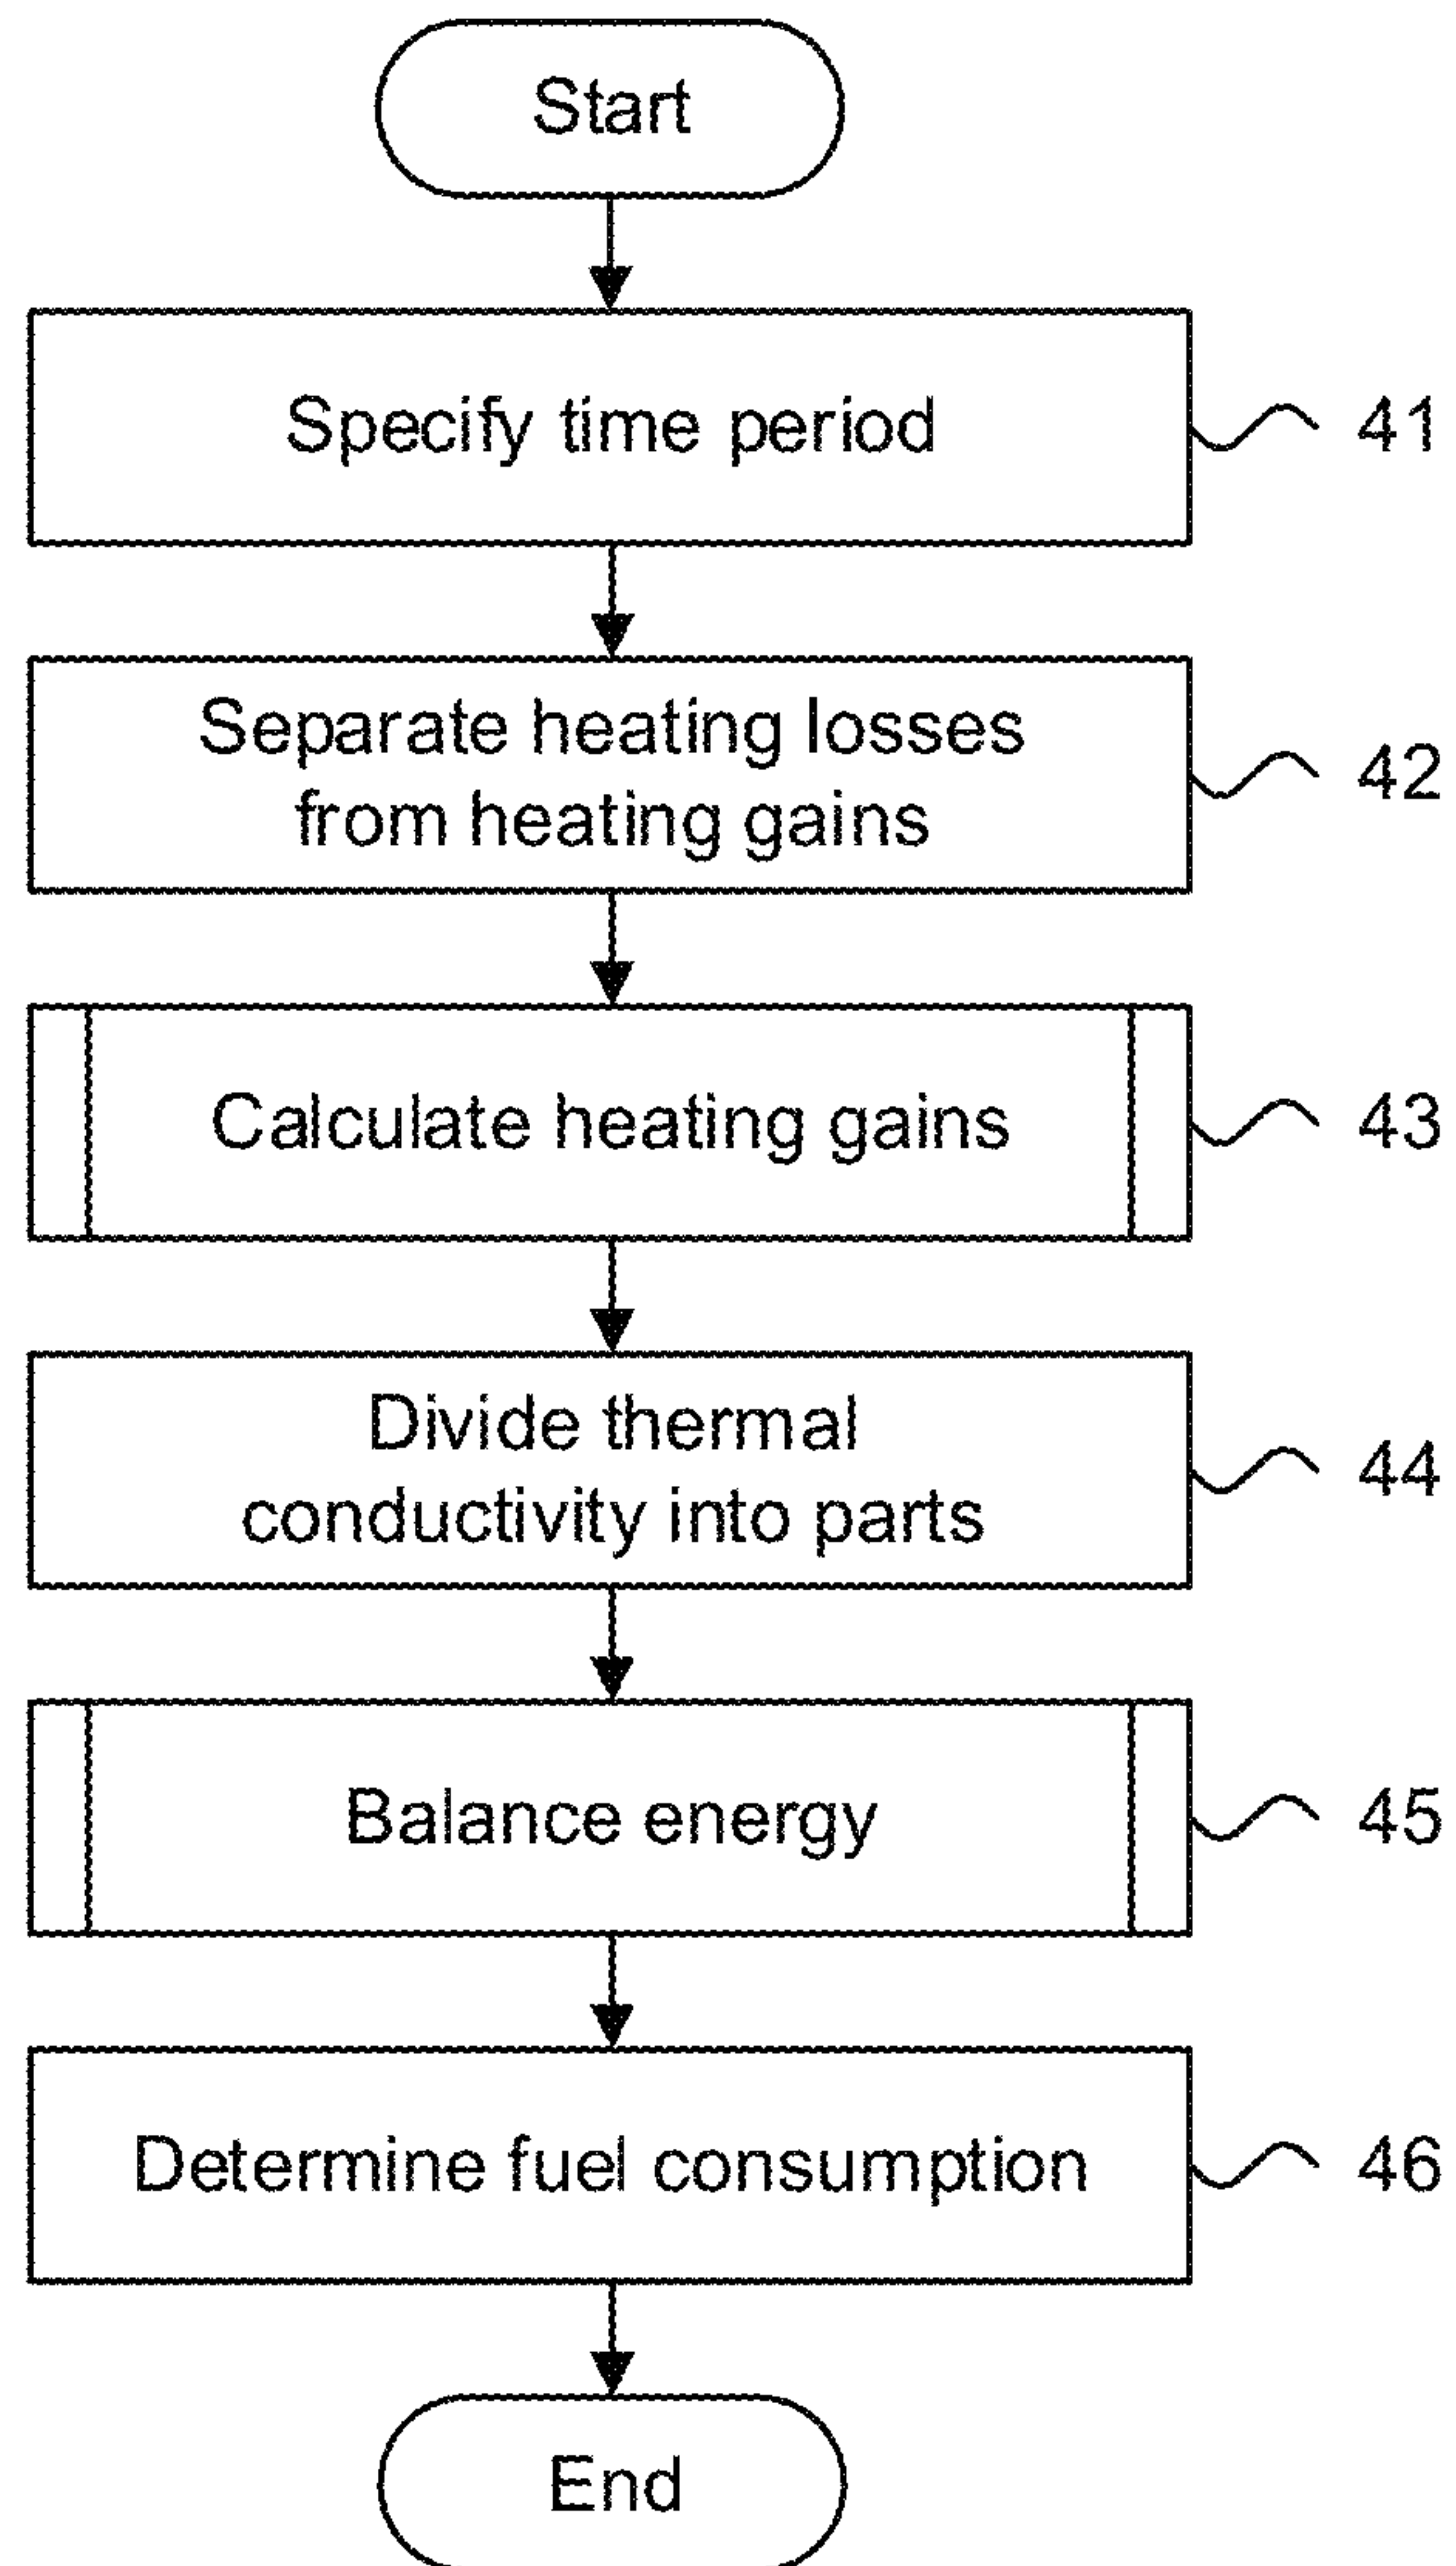 Start
Specify time period
41
Separate heating losses
from heating gains
42
Calculate heating gains
43
Divide thermal
conductivity into parts
44
Balance energy
45
Determine fuel consumption
46
End